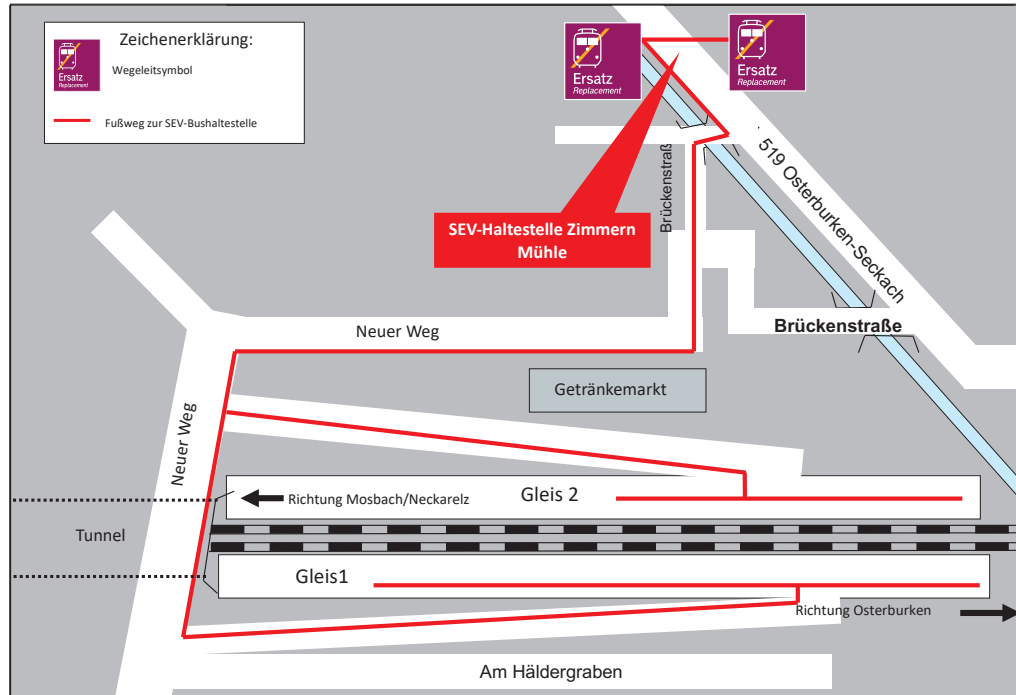 Zeichenerklärung:
Ersatz
Replacement
Wegeleitsymbol
Fußweg zur SEV-Bushaltestelle
Ersatz
Replacement
Ersatz
Replacement
519 Osterburken-Seckach
Brückenstraß
SEV-Haltestelle Zimmern
Mühle
Brückenstraße
Neuer Weg
Getränkemarkt
Neuer Weg
Gleis 2
Richtung Mosbach/Neckarelz
Tunnel
Gleis1
Richtung Osterburken
Am Häldergraben